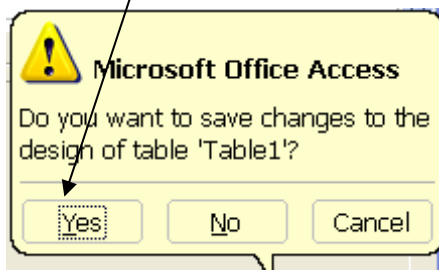 Microsoft Office Access
Do you want to save changes to the
design of table 'Table1'?
Yes No Cancel